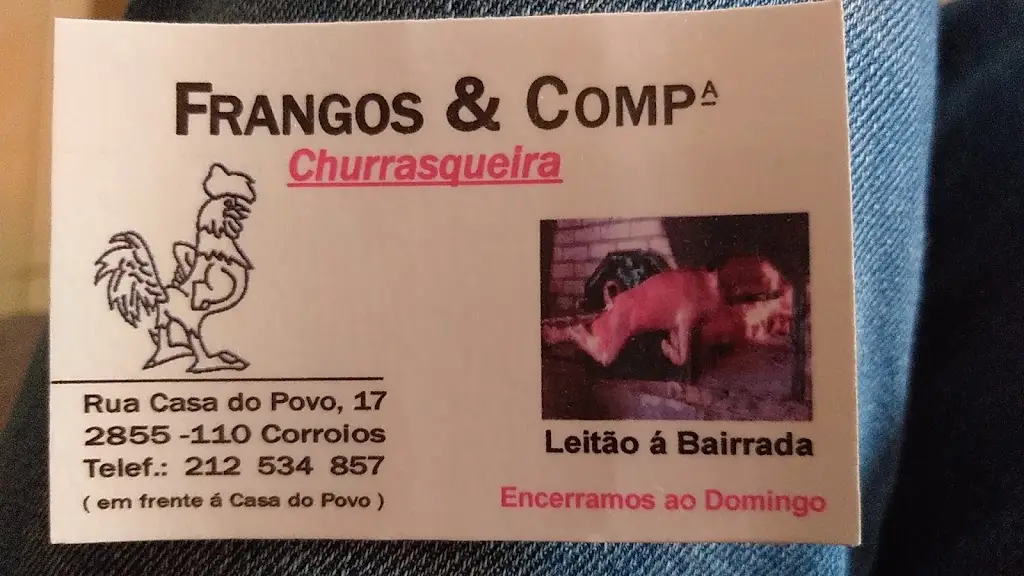 FRANGOS & COMPª
Churrasqueira
Rua Casa do Povo, 17
2855 -110 Corroios
Telef.: 212 534 857
( em frente á Casa do Povo )
Leitão á Bairrada
Encerramos ao Domingo